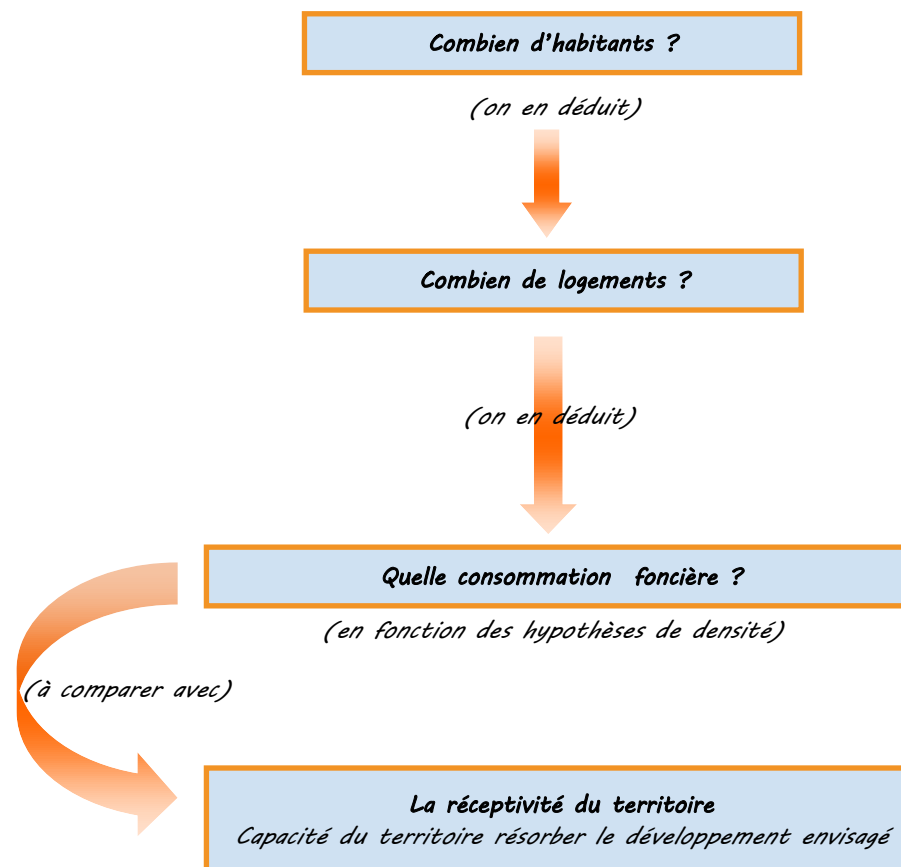 Combien d'habitants ?
(on en déduit)
Combien de logements ?
(on en déduit)
Quelle consommation foncière ?
(en fonction des hypothèses de densité)
(à comparer avec)
La réceptivité du territoire
Capacité du territoire résorber le développement envisagé